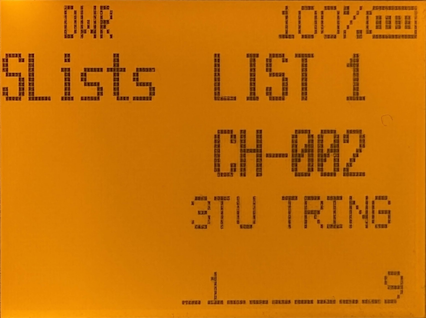 DWR 100%
SLists LIST 1
CH-002
3TU TRING
1 9